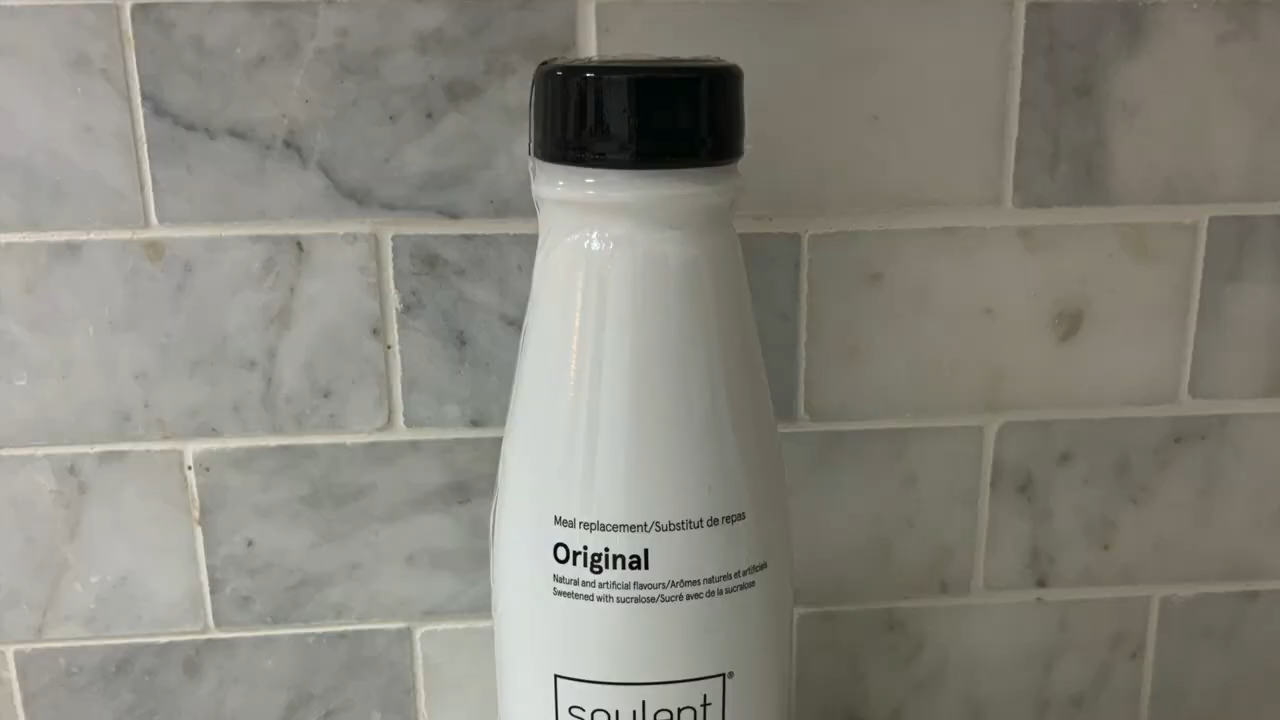 Meal replacement/Substitut de repas
Original
Natural and artificial flavours/Arômes naturels et artificiels
Sweetened with sucralose/Sucré avec de la sucralose
soylent®